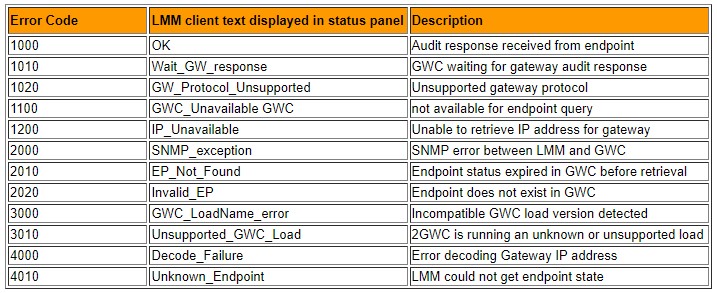 Error Code LMM client text displayed in status panel Description
1000 OK Audit response received from endpoint
1010 Wait_GW_response GWC waiting for gateway audit response
1020 GW_Protocol_Unsupported Unsupported gateway protocol
1100 GWC_Unavailable GWC not available for endpoint query
1200 IP_Unavailable Unable to retrieve IP address for gateway
2000 SNMP_exception SNMP error between LMM and GWC
2010 EP_Not_Found Endpoint status expired in GWC before retrieval
2020 Invalid_EP Endpoint does not exist in GWC
3000 GWC_LoadName_error Incompatible GWC load version detected
3010 Unsupported_GWC_Load 2GWC is running an unknown or unsupported load
4000 Decode_Failure Error decoding Gateway IP address
4010 Unknown_Endpoint LMM could not get endpoint state